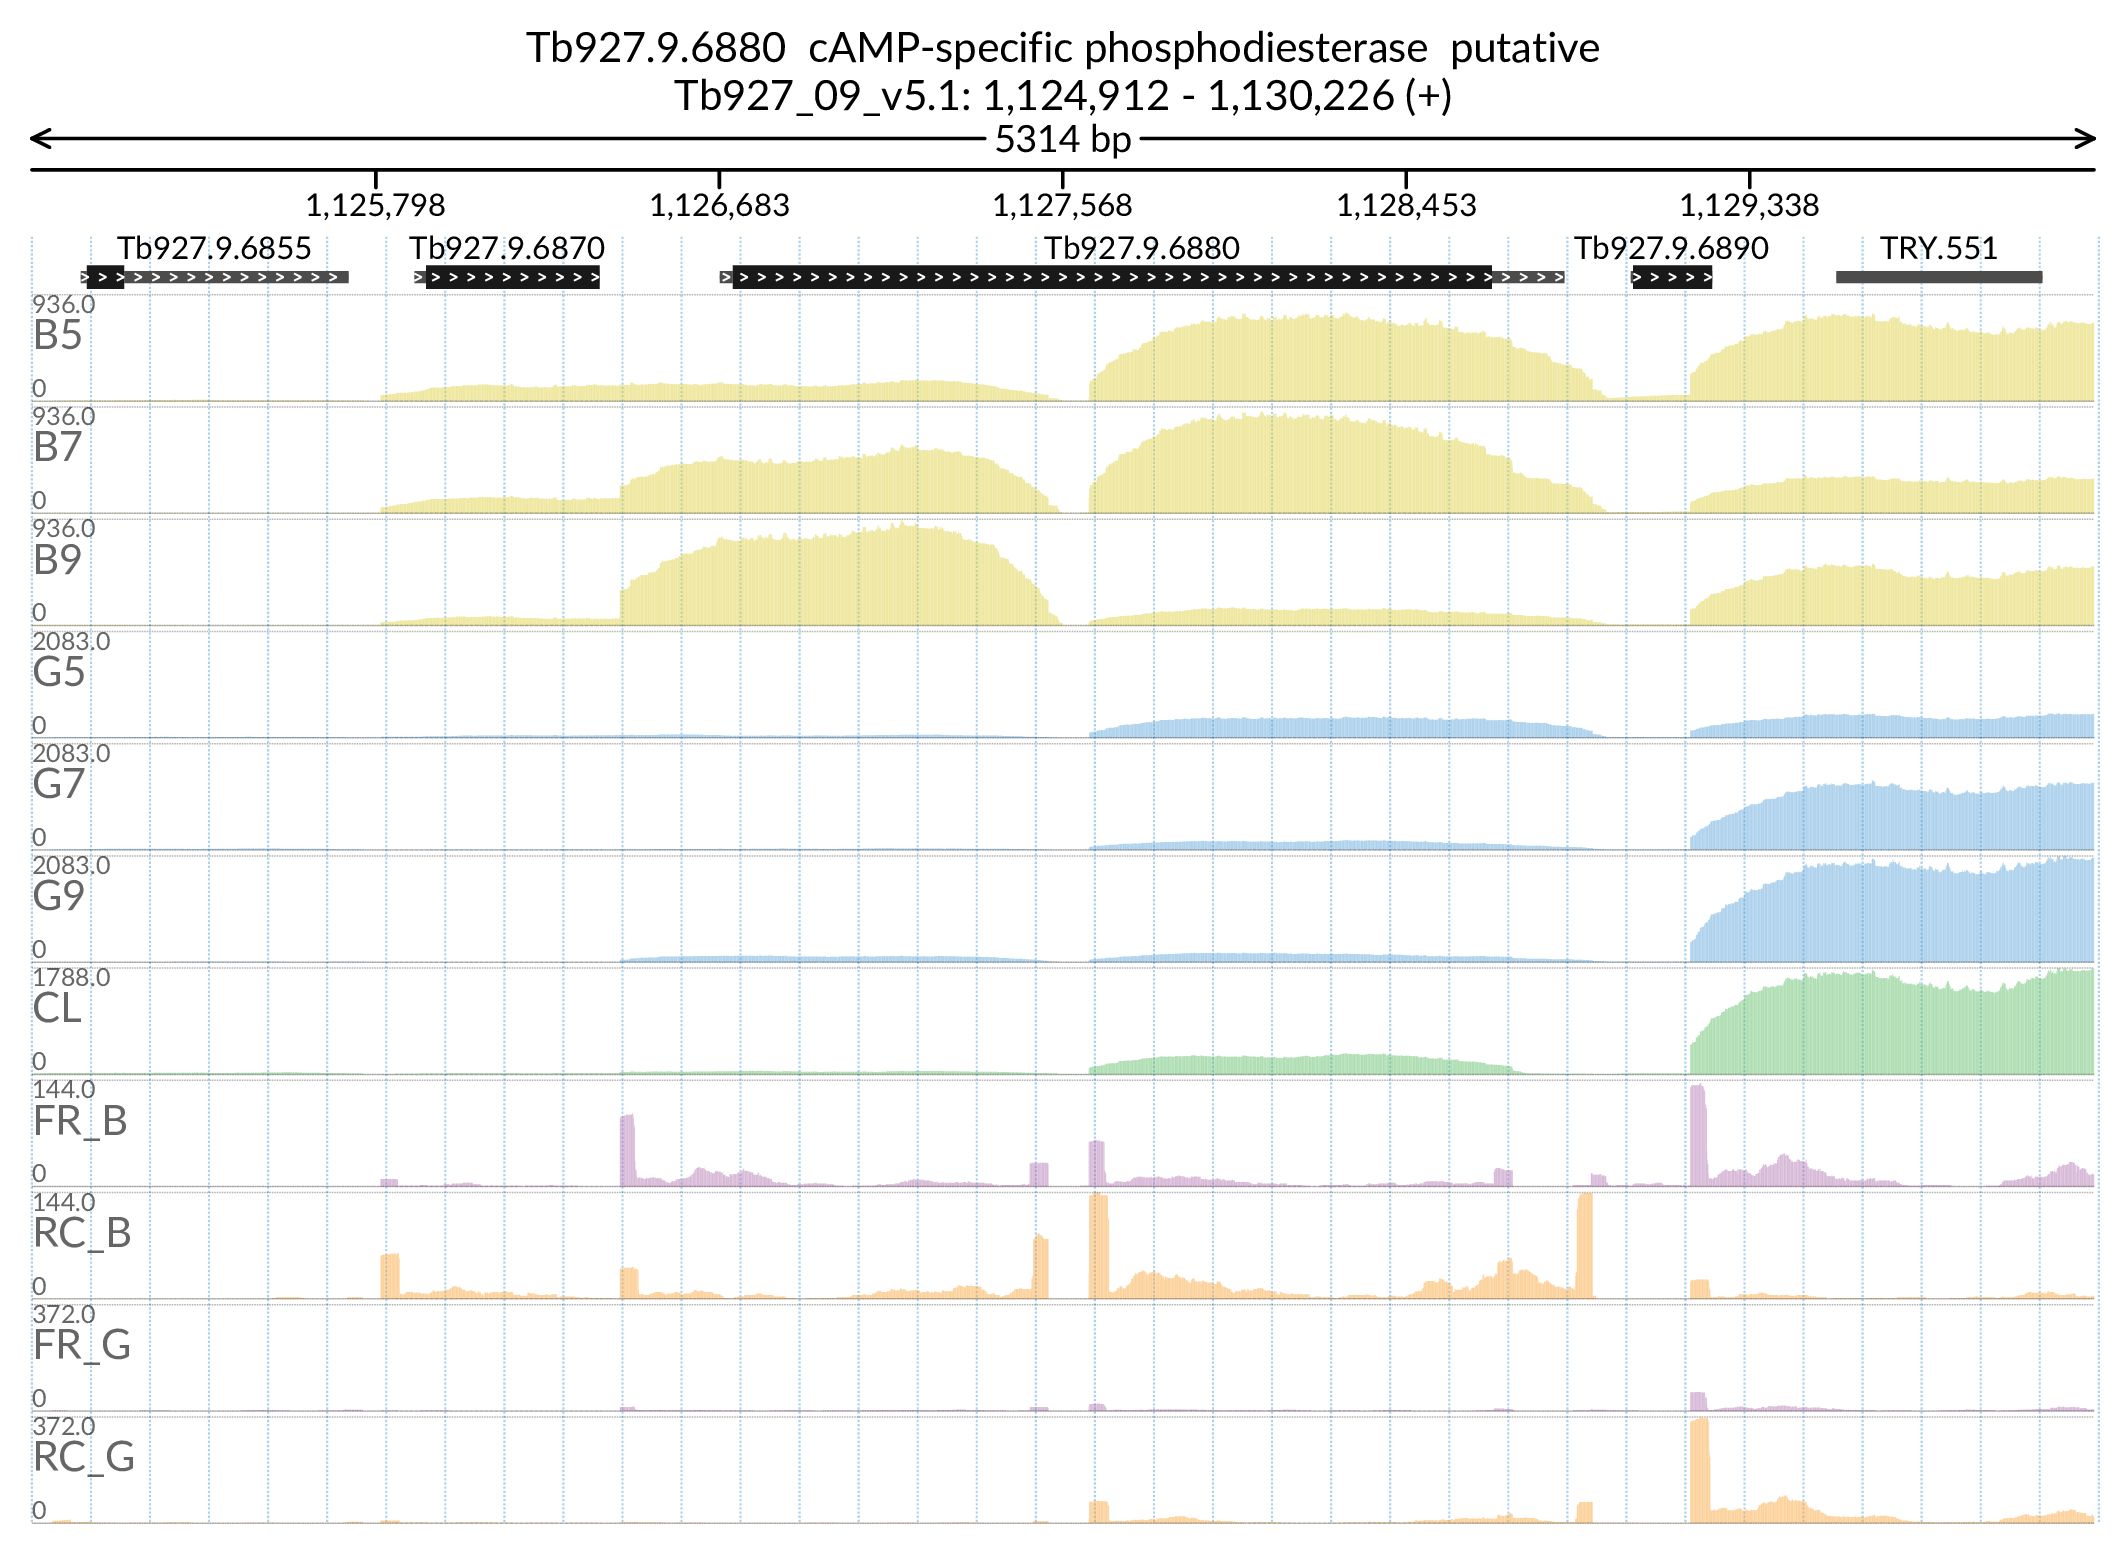 Tb927.9.6880 cAMP-specific phosphodiesterase putative
Tb927_09_v5.1: 1,124,912 - 1,130,226 (+)
5314 bp
1,125,798 1,126,683 1,127,568 1,128,453 1,129,338
Tb927.9.6855 Tb927.9.6870 Tb927.9.6880 Tb927.9.6890 TRY.551
936.0
B5
0
936.0
B7
0
936.0
B9
0
2083.0
G5
0
2083.0
G7
0
2083.0
G9
0
1788.0
CL
0
144.0
FR_B
0
144.0
RC_B
0
372.0
FR_G
0
372.0
RC_G
0